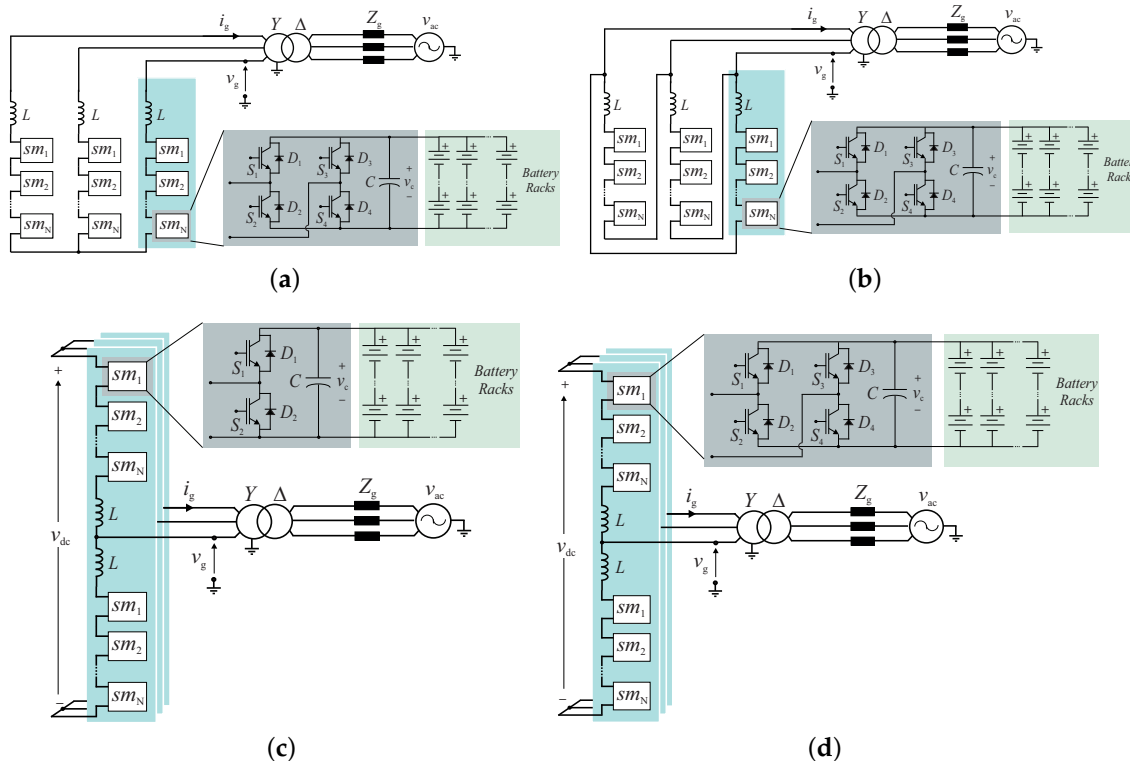 i_g Y Δ Z_g v_ac
v_g
L L L
sm_1 sm_1 sm_1
sm_2 sm_2 sm_2
sm_N sm_N sm_N
S_1 D_1 S_3 D_3
S_2 D_2 S_4 D_4
C + v_c −
+ + +
+ + +
Battery
Racks
(a)
i_g Y Δ Z_g v_ac
v_g
L L L
sm_1 sm_1 sm_1
sm_2 sm_2 sm_2
sm_N sm_N sm_N
S_1 D_1 S_3 D_3
S_2 D_2 S_4 D_4
C + v_c −
+ + +
+ + +
Racks
(b)
+
v_dc
−
sm_1
sm_2
sm_N
L
L
sm_1
sm_2
sm_N
S_1 D_1
S_2 D_2
C + v_c −
+ + +
+ + +
Battery
Racks
i_g Y Δ Z_g v_ac
v_g
(c)
+
v_dc
−
sm_1
sm_2
sm_N
L
L
sm_1
sm_2
sm_N
S_1 D_1 S_3 D_3
S_2 D_2 S_4 D_4
C + v_c −
+ + +
+ + +
Battery
Racks
i_g Y Δ Z_g v_ac
v_g
(d)